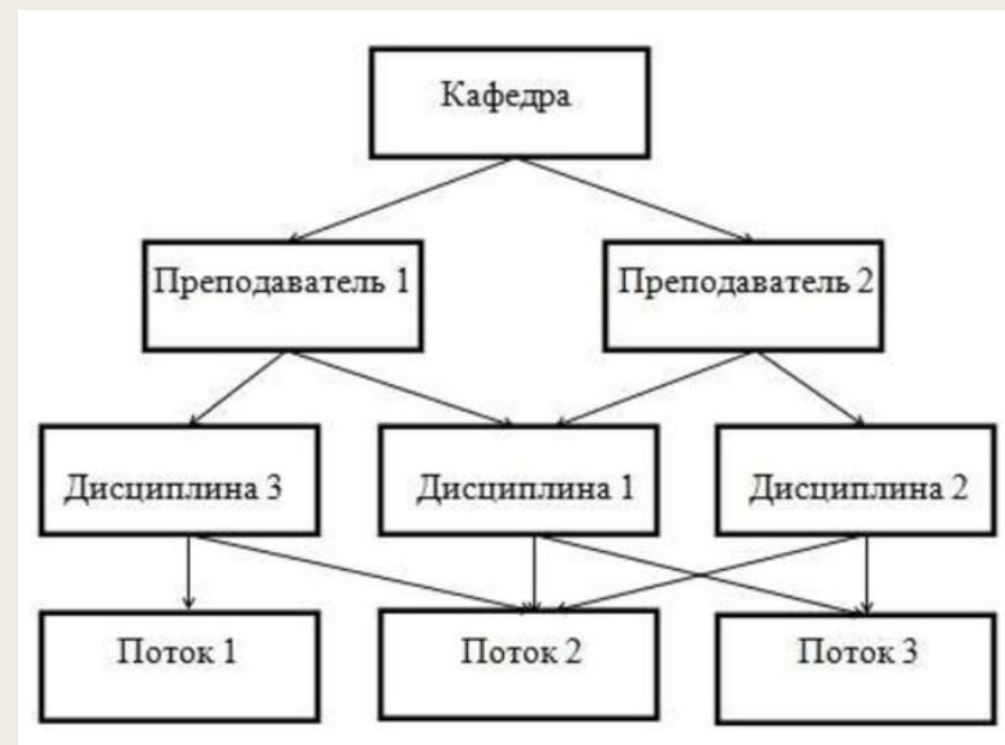 Кафедра
Преподаватель 1
Преподаватель 2
Дисциплина 3
Дисциплина 1
Дисциплина 2
Поток 1
Поток 2
Поток 3